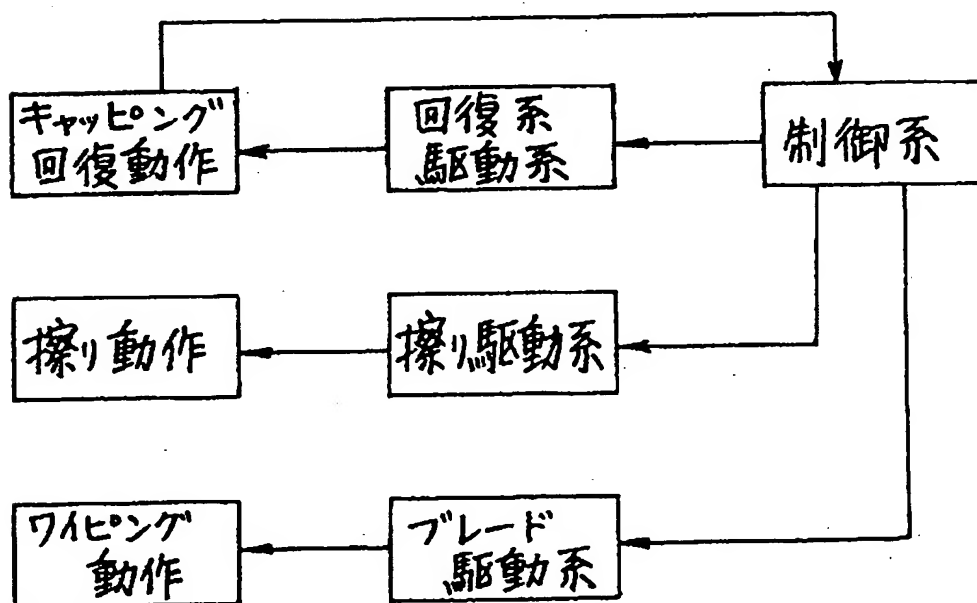 キャッピング
回復動作
回復系
駆動系
制御系
擦り動作
擦り駆動系
ワイピング
動作
ブレード
駆動系